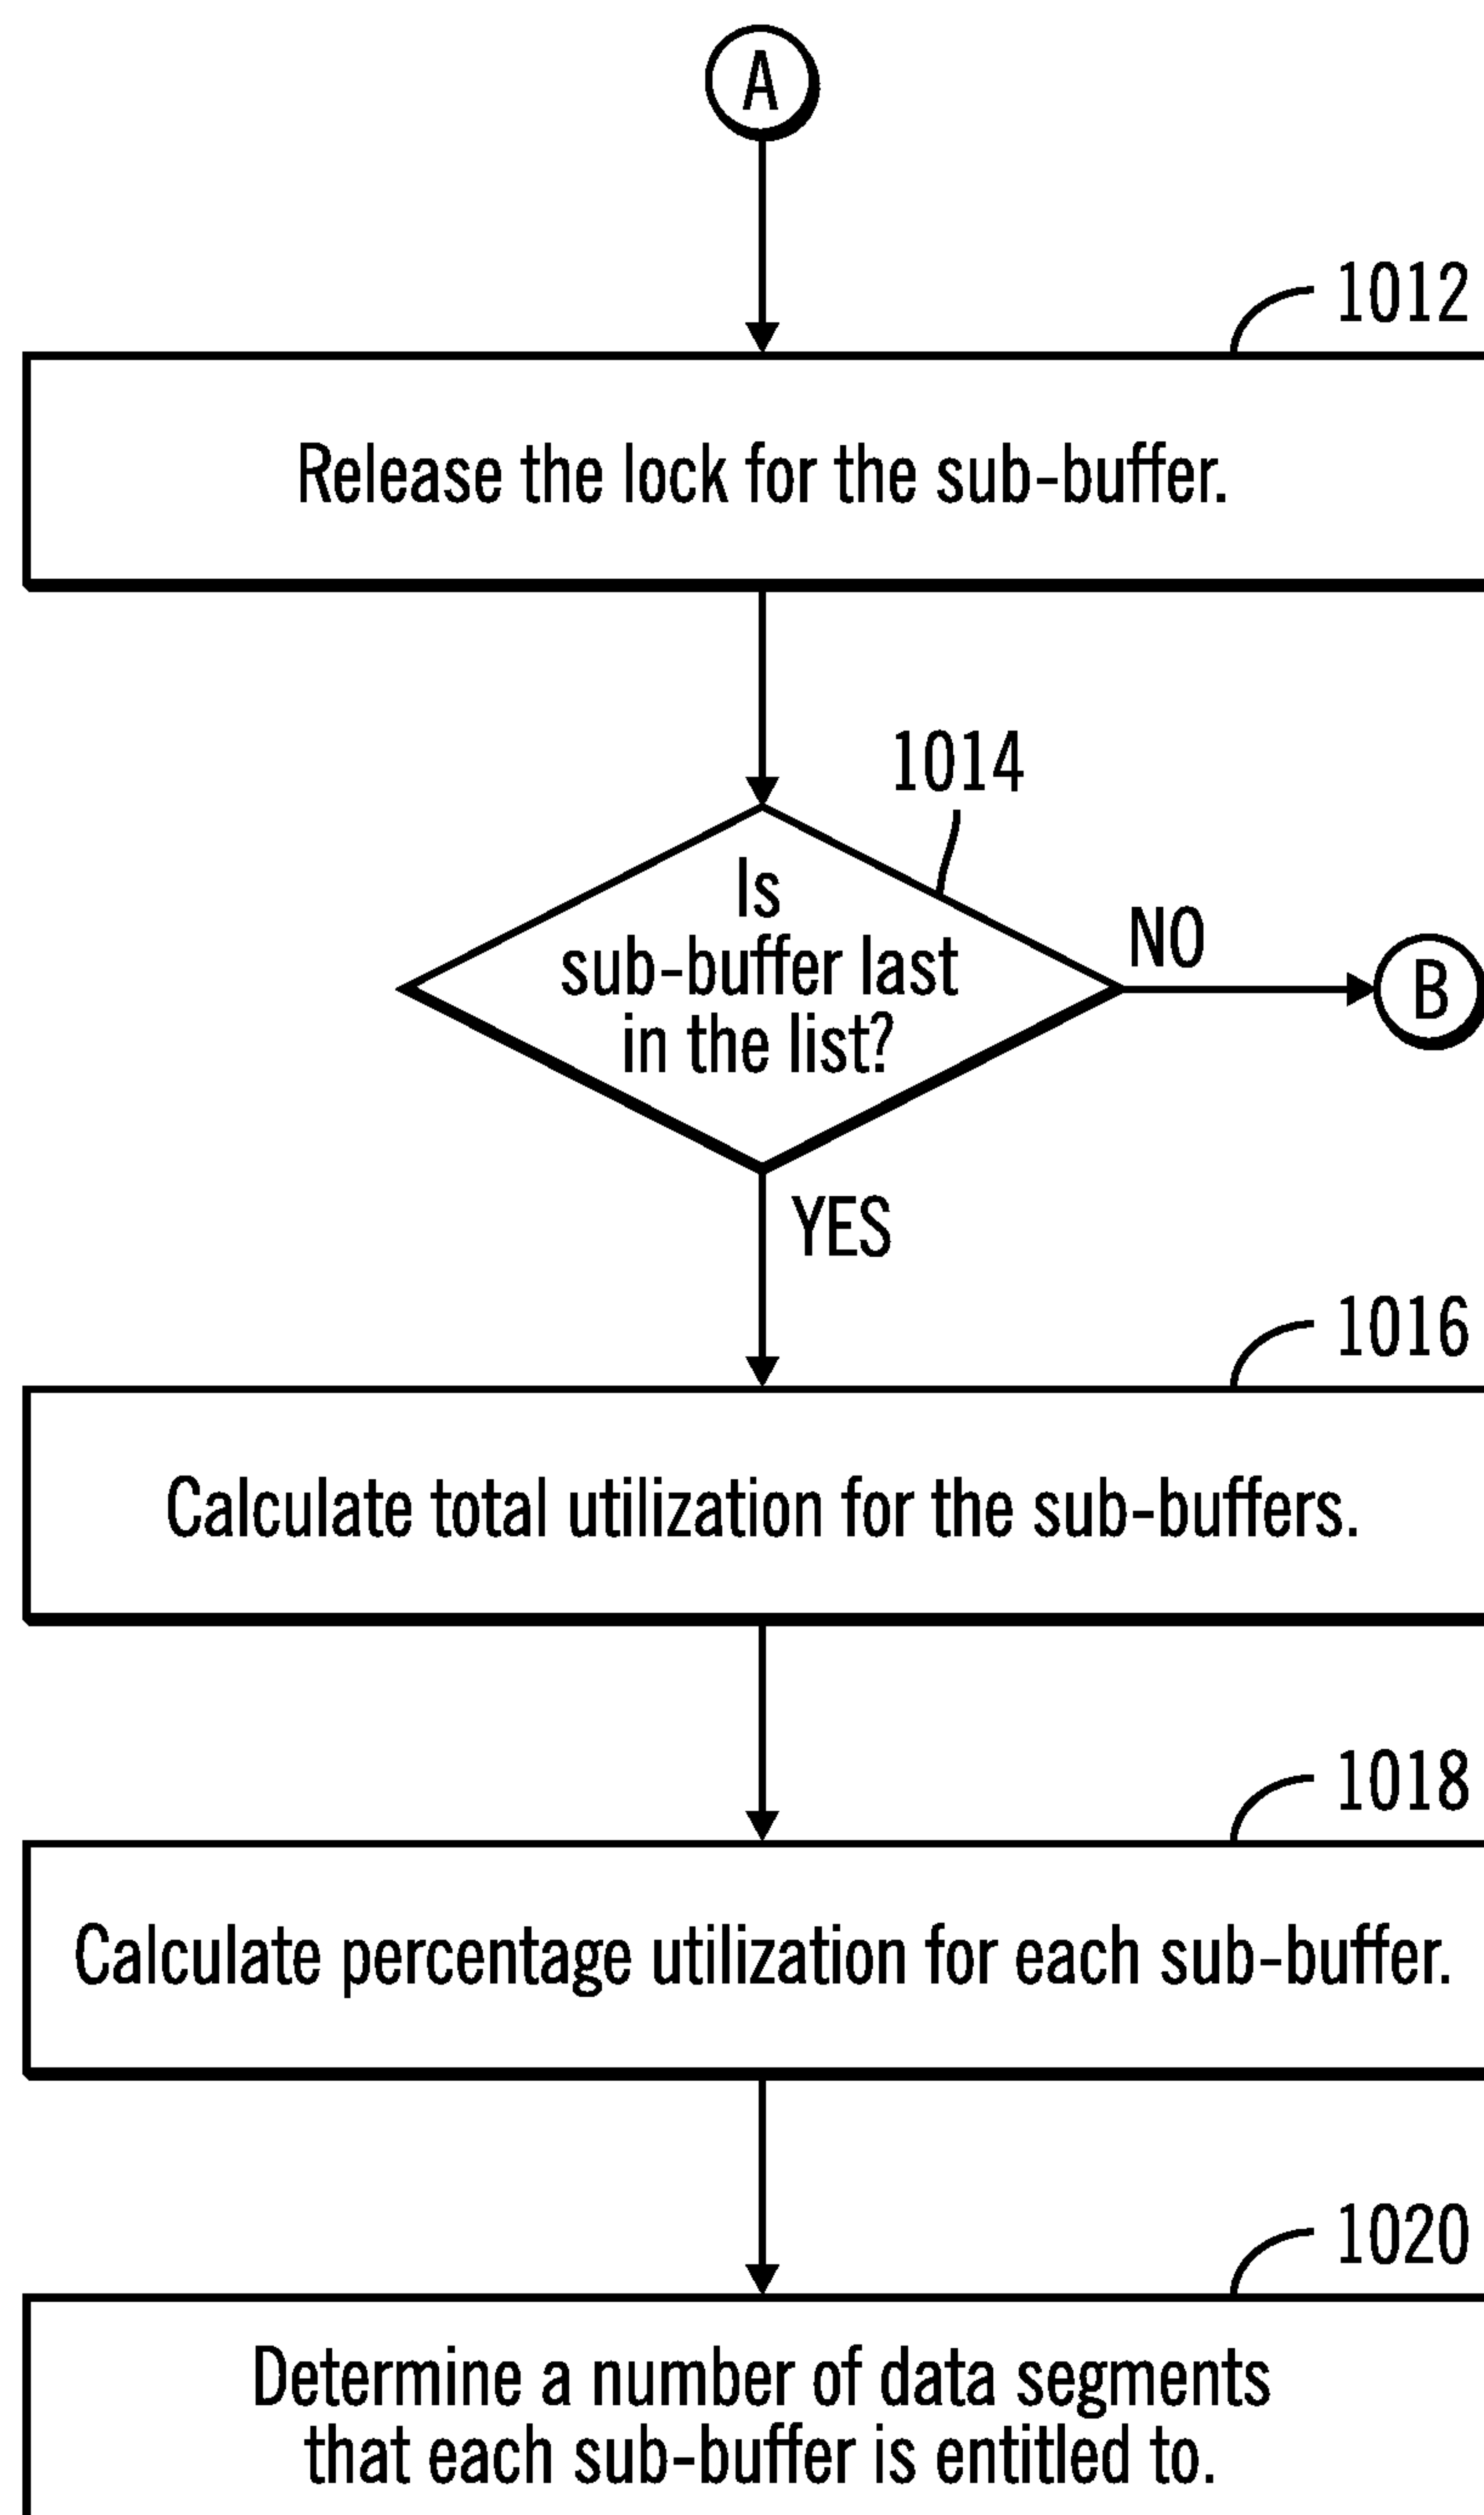 A
1012
Release the lock for the sub-buffer.
1014
Is
sub-buffer last
in the list?
NO
B
YES
1016
Calculate total utilization for the sub-buffers.
1018
Calculate percentage utilization for each sub-buffer.
1020
Determine a number of data segments
that each sub-buffer is entitled to.